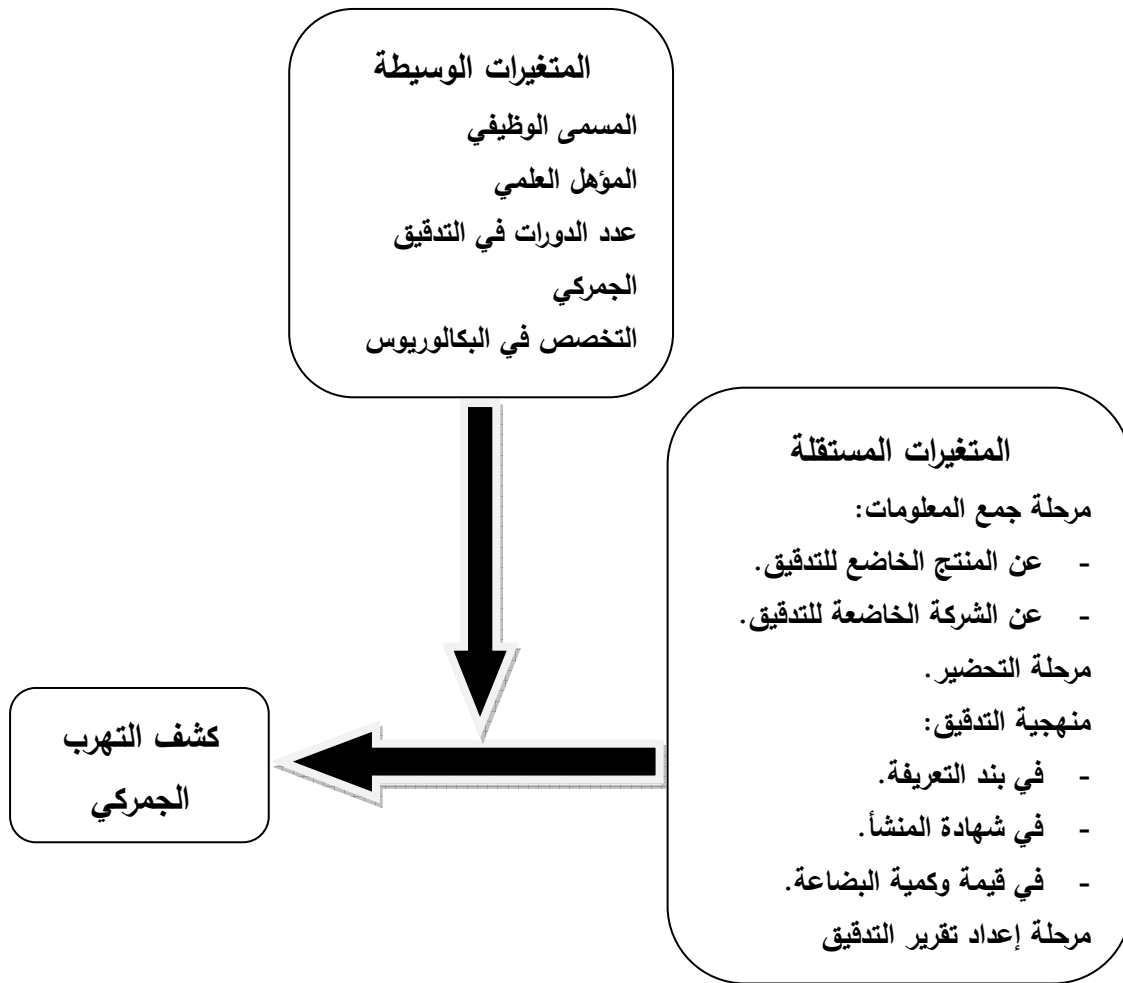 المتغيرات الوسيطة
المسمى الوظيفي
المؤهل العلمي
عدد الدورات في التدقيق
الجمركي
التخصص في البكالوريوس
المتغيرات المستقلة
مرحلة جمع المعلومات:
- عن المنتج الخاضع للتدقيق.
- عن الشركة الخاضعة للتدقيق.
مرحلة التحضير.
منهجية التدقيق:
- في بند التعريفة.
- في شهادة المنشأ.
- في قيمة وكمية البضاعة.
مرحلة إعداد تقرير التدقيق
كشف التهرب
الجمركي